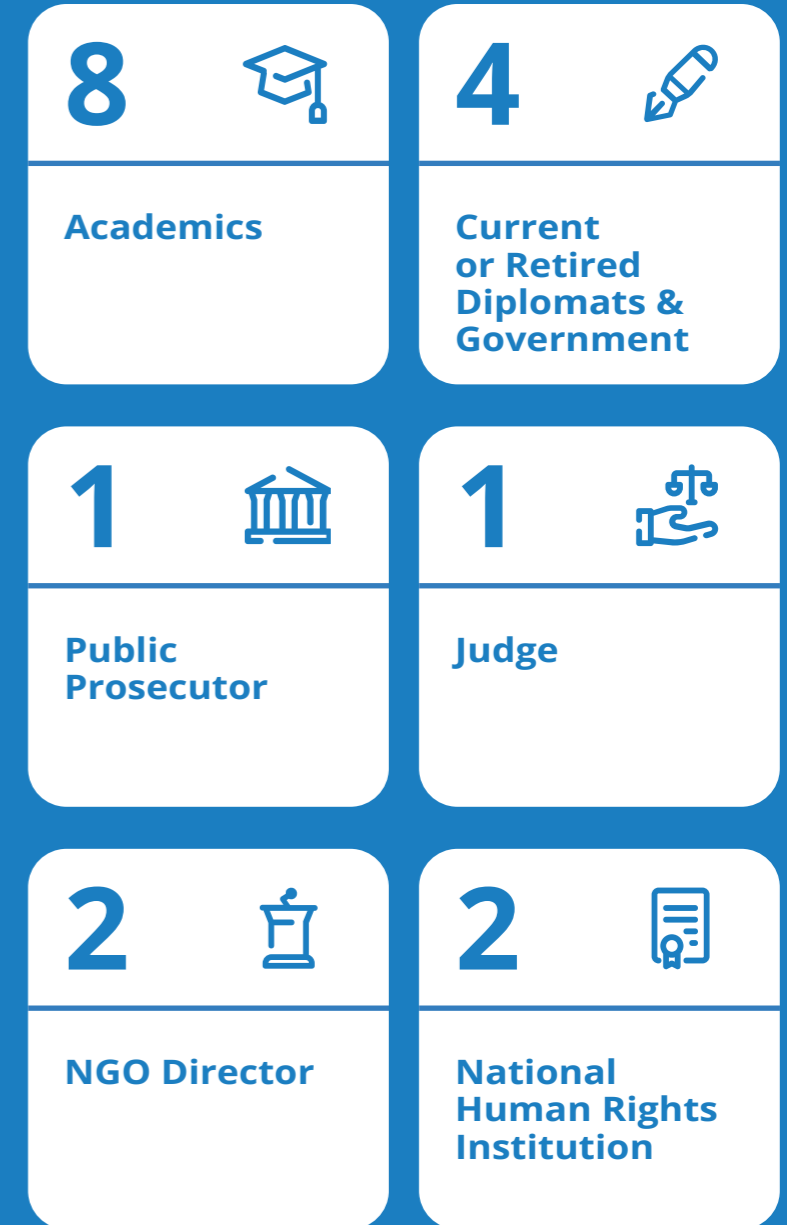 8
Academics
4
Current
or Retired
Diplomats &
Government
1
Public
Prosecutor
1
Judge
2
NGO Director
2
National
Human Rights
Institution